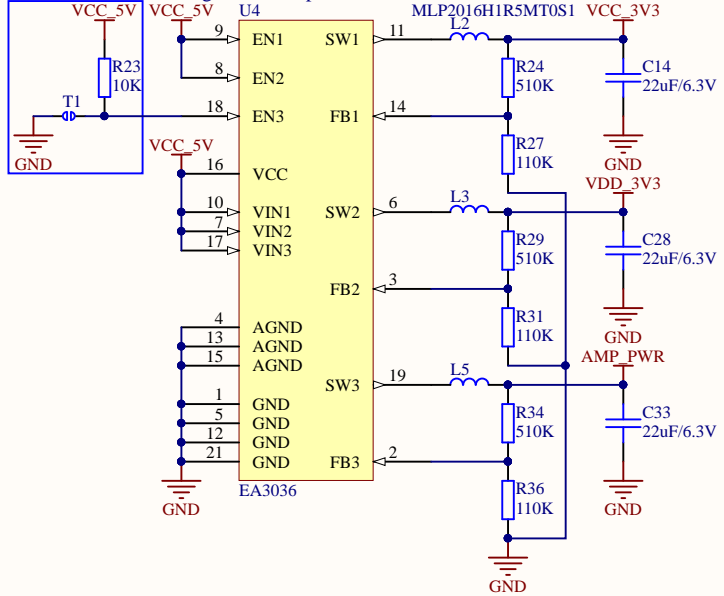 VCC_5V
VCC_5V
U4
MLP2016H1R5MT0S1
VCC_3V3
L2
9
EN1
SW1
11
R23
10K
8
EN2
R24
510K
C14
22uF/6.3V
T1
18
EN3
FB1
14
GND
VCC_5V
R27
110K
GND
16
VCC
VDD_3V3
10
VIN1
SW2
6
L3
7
VIN2
17
VIN3
R29
510K
C28
22uF/6.3V
FB2
3
4
AGND
R31
110K
GND
13
AGND
15
AGND
AMP_PWR
SW3
19
L5
1
GND
R34
510K
C33
22uF/6.3V
5
GND
12
GND
21
GND
FB3
2
EA3036
R36
110K
GND
GND
GND